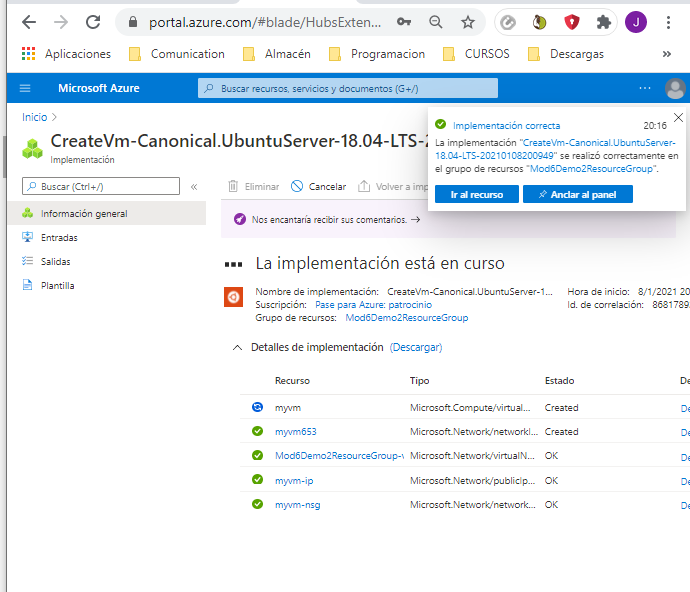 portal.azure.com/#blade/HubsExten...
J
Aplicaciones
Comunication
Almacén
Programacion
CURSOS
Descargas
»
Microsoft Azure
Buscar recursos, servicios y documentos (G+/)
Inicio >
CreateVm-Canonical.UbuntuServer-18.04-LTS-2
Implementación
Implementación correcta 20:16
La implementación "CreateVm-Canonical.UbuntuServer-
18.04-LTS-20210108200949" se realizó correctamente en
el grupo de recursos "Mod6Demo2ResourceGroup".
Ir al recurso
Anclar al panel
Buscar (Ctrl+/)
«
Información general
Entradas
Salidas
Plantilla
Eliminar
Cancelar
Volver a imp
Nos encantaría recibir sus comentarios. →
La implementación está en curso
Nombre de implementación: CreateVm-Canonical.UbuntuServer-1...
Suscripción: Pase para Azure: patrocinio
Grupo de recursos: Mod6Demo2ResourceGroup
Hora de inicio: 8/1/2021 20
Id. de correlación: 8681789
Detalles de implementación (Descargar)
Recurso Tipo Estado De
myvm Microsoft.Compute/virtual... Created De
myvm653 Microsoft.Network/networkI... Created De
Mod6Demo2ResourceGroup-v Microsoft.Network/virtualN... OK De
myvm-ip Microsoft.Network/publicip... OK De
myvm-nsg Microsoft.Network/network... OK De